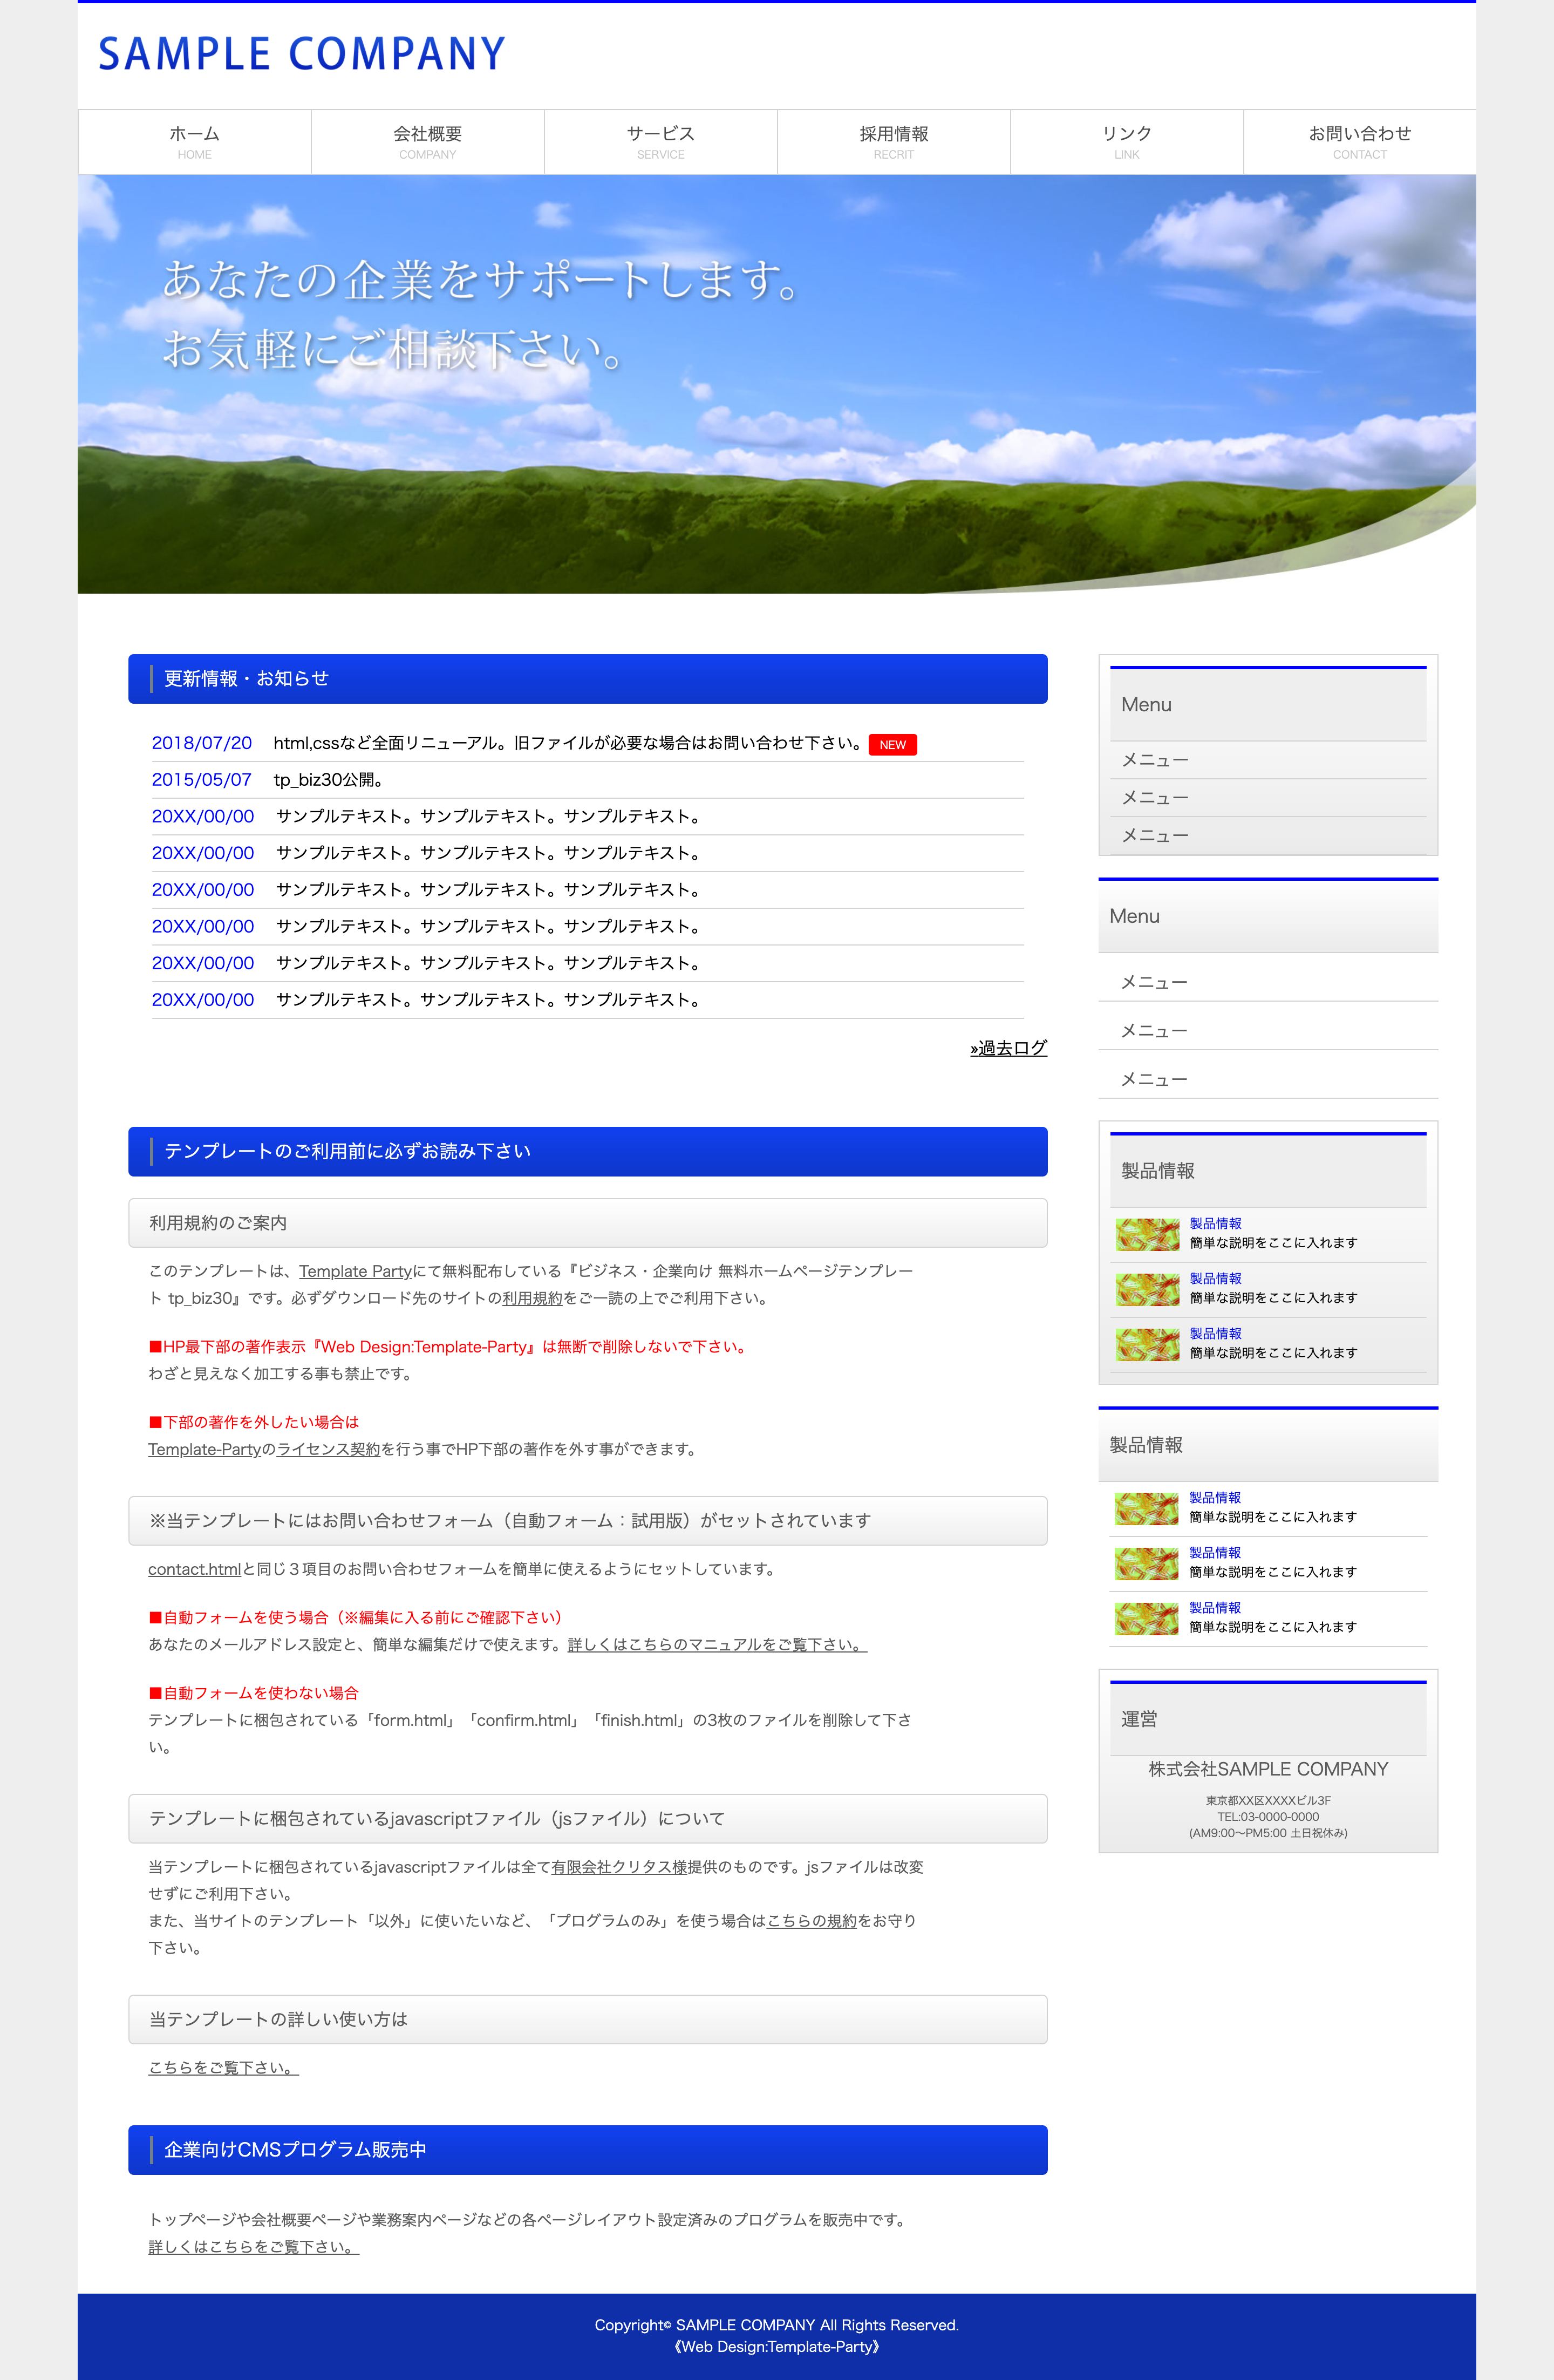 SAMPLE COMPANY
ホーム
HOME
会社概要
COMPANY
サービス
SERVICE
採用情報
RECRIT
リンク
LINK
お問い合わせ
CONTACT
あなたの企業をサポートします。
お気軽にご相談下さい。
更新情報・お知らせ
2018/07/20 html,cssなど全面リニューアル。旧ファイルが必要な場合はお問い合わせ下さい。 NEW
2015/05/07 tp_biz30公開。
20XX/00/00 サンプルテキスト。サンプルテキスト。サンプルテキスト。
20XX/00/00 サンプルテキスト。サンプルテキスト。サンプルテキスト。
20XX/00/00 サンプルテキスト。サンプルテキスト。サンプルテキスト。
20XX/00/00 サンプルテキスト。サンプルテキスト。サンプルテキスト。
20XX/00/00 サンプルテキスト。サンプルテキスト。サンプルテキスト。
20XX/00/00 サンプルテキスト。サンプルテキスト。サンプルテキスト。
»過去ログ
テンプレートのご利用前に必ずお読み下さい
利用規約のご案内
このテンプレートは、Template Partyにて無料配布している『ビジネス・企業向け 無料ホームページテンプレー
ト tp_biz30』です。必ずダウンロード先のサイトの利用規約をご一読の上でご利用下さい。
■HP最下部の著作表示『Web Design:Template-Party』は無断で削除しないで下さい。
わざと見えなく加工する事も禁止です。
■下部の著作を外したい場合は
Template-Partyのライセンス契約を行う事でHP下部の著作を外す事ができます。
※当テンプレートにはお問い合わせフォーム（自動フォーム：試用版）がセットされています
contact.htmlと同じ３項目のお問い合わせフォームを簡単に使えるようにセットしています。
■自動フォームを使う場合（※編集に入る前にご確認下さい）
あなたのメールアドレス設定と、簡単な編集だけで使えます。詳しくはこちらのマニュアルをご覧下さい。
■自動フォームを使わない場合
テンプレートに梱包されている「form.html」「confirm.html」「finish.html」の3枚のファイルを削除して下さ
い。
テンプレートに梱包されているjavascriptファイル（jsファイル）について
当テンプレートに梱包されているjavascriptファイルは全て有限会社クリタス様提供のものです。jsファイルは改変
せずにご利用下さい。
また、当サイトのテンプレート「以外」に使いたいなど、「プログラムのみ」を使う場合はこちらの規約をお守り
下さい。
当テンプレートの詳しい使い方は
こちらをご覧下さい。
企業向けCMSプログラム販売中
トップページや会社概要ページや業務案内ページなどの各ページレイアウト設定済みのプログラムを販売中です。
詳しくはこちらをご覧下さい。
Menu
メニュー
メニュー
メニュー
Menu
メニュー
メニュー
メニュー
製品情報
製品情報
簡単な説明をここに入れます
製品情報
簡単な説明をここに入れます
製品情報
簡単な説明をここに入れます
製品情報
製品情報
簡単な説明をここに入れます
製品情報
簡単な説明をここに入れます
製品情報
簡単な説明をここに入れます
運営
株式会社SAMPLE COMPANY
東京都XX区XXXXビル3F
TEL:03-0000-0000
(AM9:00〜PM5:00 土日祝休み)
Copyright© SAMPLE COMPANY All Rights Reserved.
《Web Design:Template-Party》